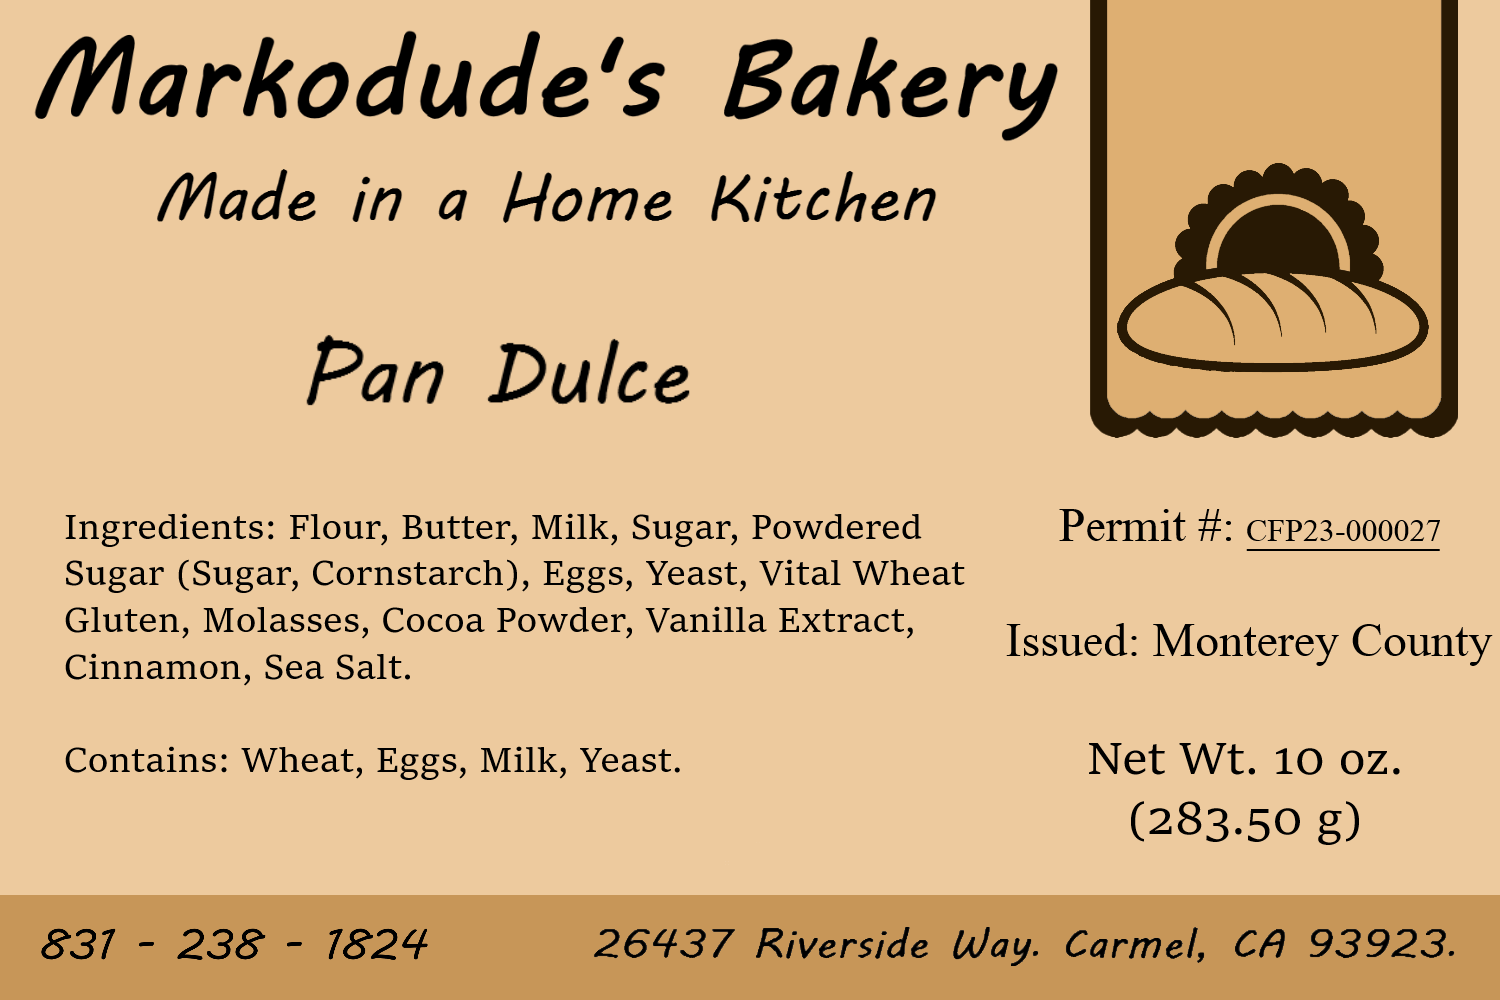 Markodude's Bakery
Made in a Home Kitchen
Pan Dulce
Ingredients: Flour, Butter, Milk, Sugar, Powdered
Sugar (Sugar, Cornstarch), Eggs, Yeast, Vital Wheat
Gluten, Molasses, Cocoa Powder, Vanilla Extract,
Cinnamon, Sea Salt.
Contains: Wheat, Eggs, Milk, Yeast.
Permit #: CFP23-000027
Issued: Monterey County
Net Wt. 10 oz.
(283.50 g)
831 - 238 - 1824
26437 Riverside Way. Carmel, CA 93923.